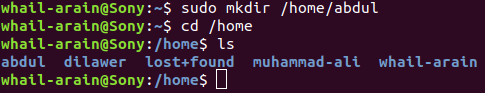 whail-arain@Sony:~$ sudo mkdir /home/abdul
whail-arain@Sony:~$ cd /home
whail-arain@Sony:/home$ ls
abdul dilawer lost+found muhammad-ali whail-arain
whail-arain@Sony:/home$